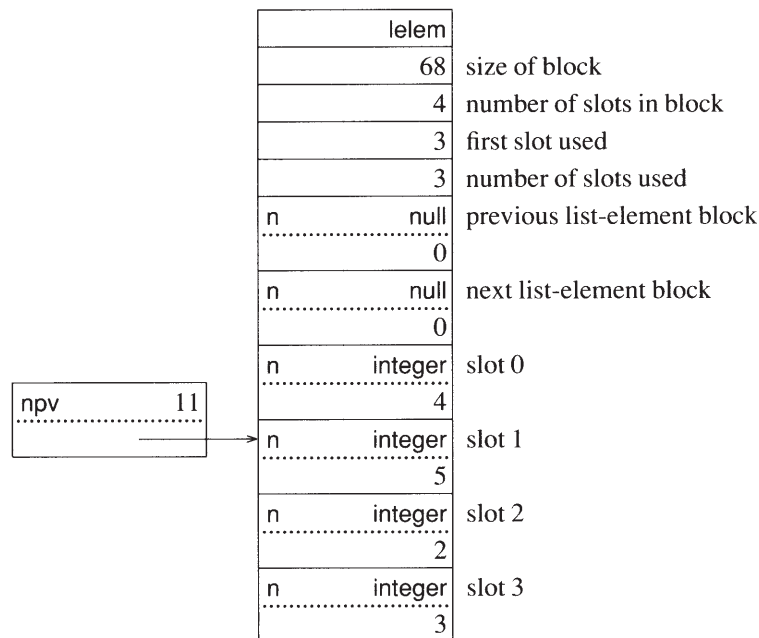 lelem
68 size of block
4 number of slots in block
3 first slot used
3 number of slots used
n null previous list-element block
0
n null next list-element block
0
n integer slot 0
4
npv 11
n integer slot 1
5
n integer slot 2
2
n integer slot 3
3